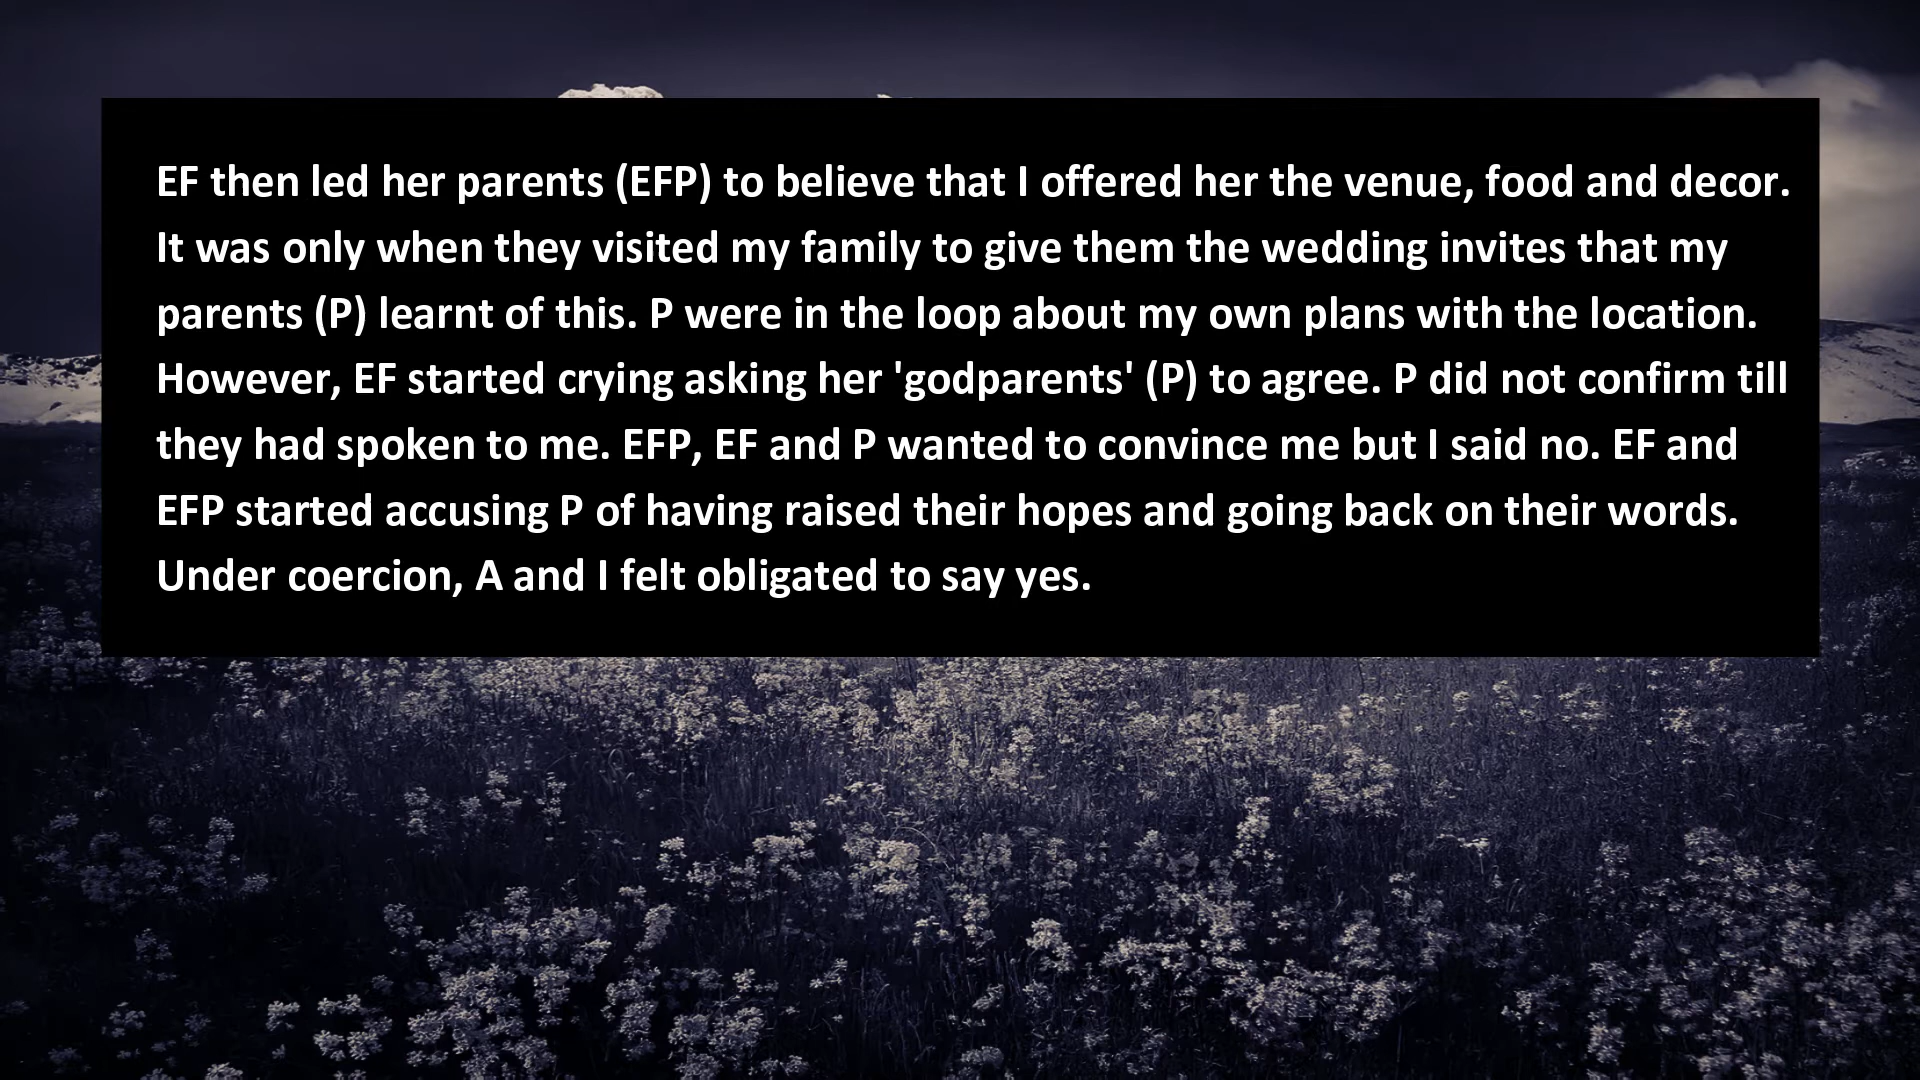 EF then led her parents (EFP) to believe that I offered her the venue, food and decor.
It was only when they visited my family to give them the wedding invites that my
parents (P) learnt of this. P were in the loop about my own plans with the location.
However, EF started crying asking her 'godparents' (P) to agree. P did not confirm till
they had spoken to me. EFP, EF and P wanted to convince me but I said no. EF and
EFP started accusing P of having raised their hopes and going back on their words.
Under coercion, A and I felt obligated to say yes.